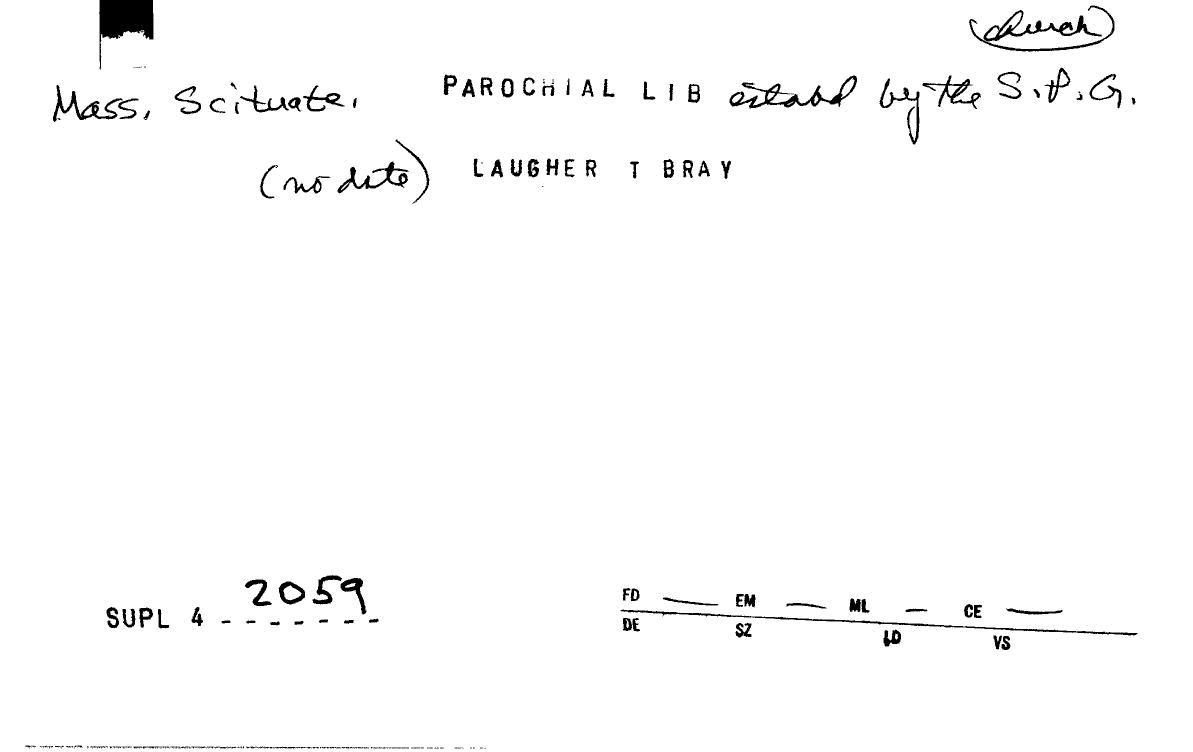 church
Mass, Scituate. PAROCHIAL LIB estabd by the S.P.G.
(no date) LAUGHER T BRAY
SUPL 4 2059
FD — EM — ML — CE —
DE SZ LD VS